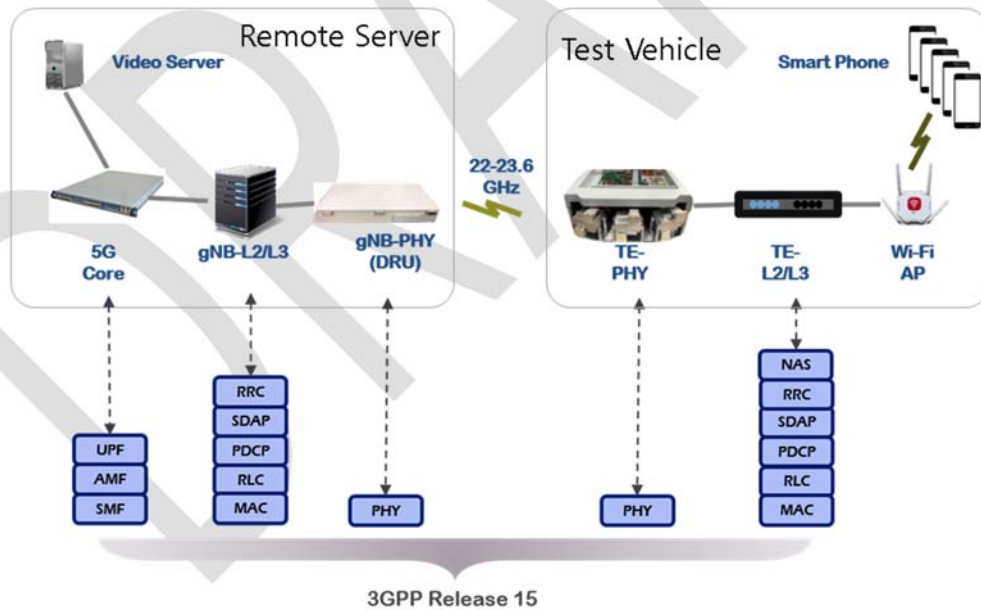 Remote Server
Video Server
5G
Core
gNB-L2/L3
gNB-PHY
(DRU)
22-23.6
GHz
Test Vehicle
Smart Phone
TE-
PHY
TE-
L2/L3
Wi-Fi
AP
UPF
AMF
SMF
RRC
SDAP
PDCP
RLC
MAC
PHY
PHY
NAS
RRC
SDAP
PDCP
RLC
MAC
3GPP Release 15